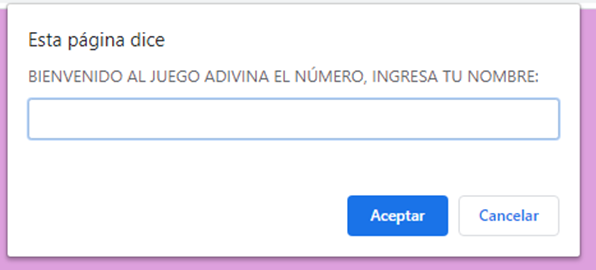 Esta página dice
BIENVENIDO AL JUEGO ADIVINA EL NÚMERO, INGRESA TU NOMBRE:
Aceptar
Cancelar